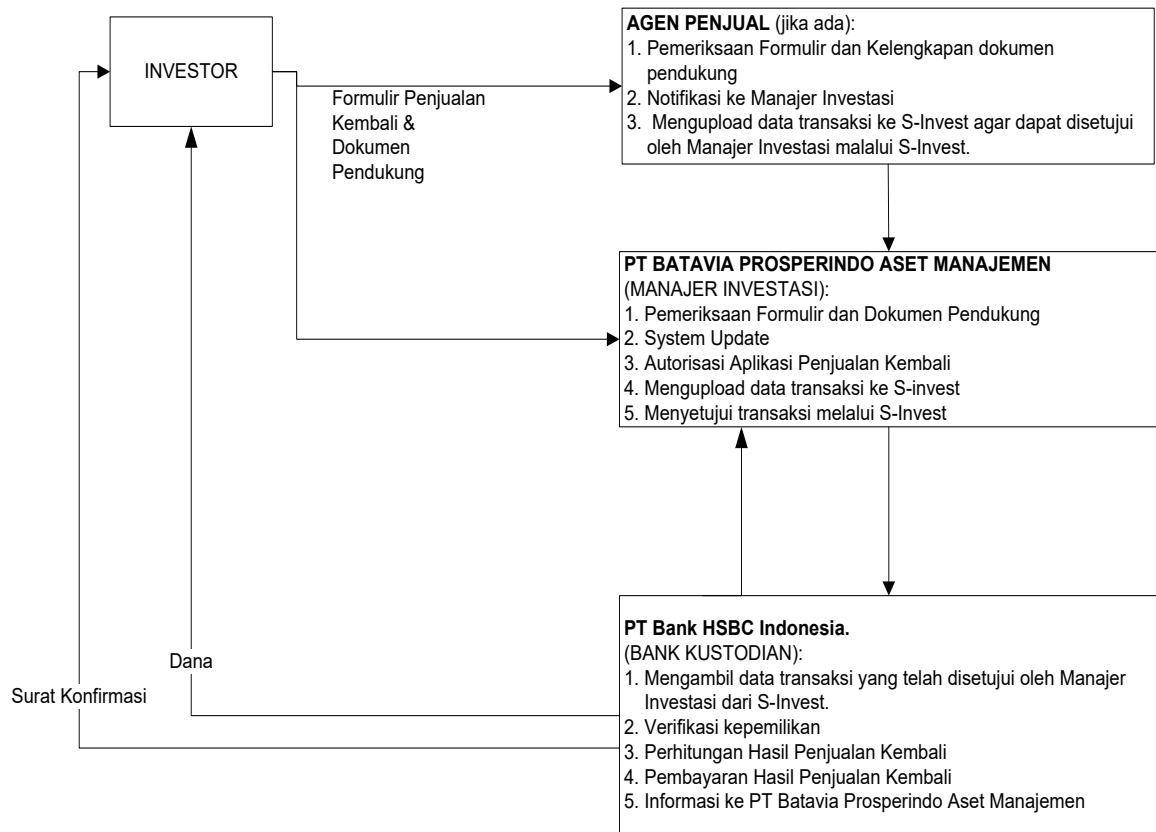 INVESTOR
Formulir Penjualan
Kembali &
Dokumen
Pendukung
AGEN PENJUAL (jika ada):
1. Pemeriksaan Formulir dan Kelengkapan dokumen
pendukung
2. Notifikasi ke Manajer Investasi
3. Mengupload data transaksi ke S-Invest agar dapat disetujui
oleh Manajer Investasi malalui S-Invest.
PT BATAVIA PROSPERINDO ASET MANAJEMEN
(MANAJER INVESTASI):
1. Pemeriksaan Formulir dan Dokumen Pendukung
2. System Update
3. Autorisasi Aplikasi Penjualan Kembali
4. Mengupload data transaksi ke S-invest
5. Menyetujui transaksi melalui S-Invest
PT Bank HSBC Indonesia.
(BANK KUSTODIAN):
1. Mengambil data transaksi yang telah disetujui oleh Manajer
Investasi dari S-Invest.
2. Verifikasi kepemilikan
3. Perhitungan Hasil Penjualan Kembali
4. Pembayaran Hasil Penjualan Kembali
5. Informasi ke PT Batavia Prosperindo Aset Manajemen
Dana
Surat Konfirmasi